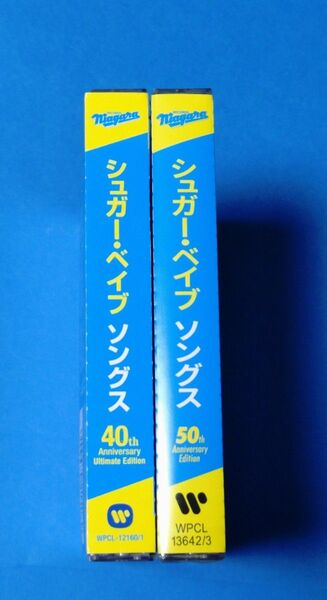 Niagara
シュガー・ベイブ ソングス
40th
Anniversary
Ultimate Edition
WPCL-12160/1
Niagara
シュガー・ベイブ ソングス
50th
Anniversary
Edition
WPCL
13642/3